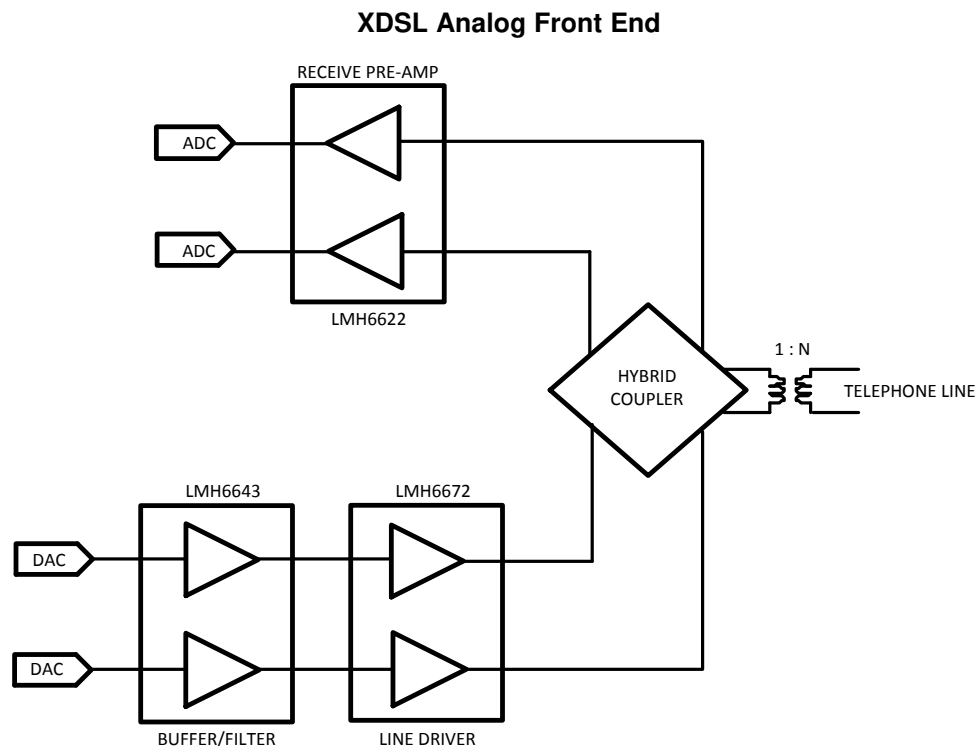 XDSL Analog Front End
RECEIVE PRE-AMP
ADC
ADC
LMH6622
1 : N
HYBRID
COUPLER
TELEPHONE LINE
LMH6643
LMH6672
DAC
DAC
BUFFER/FILTER
LINE DRIVER